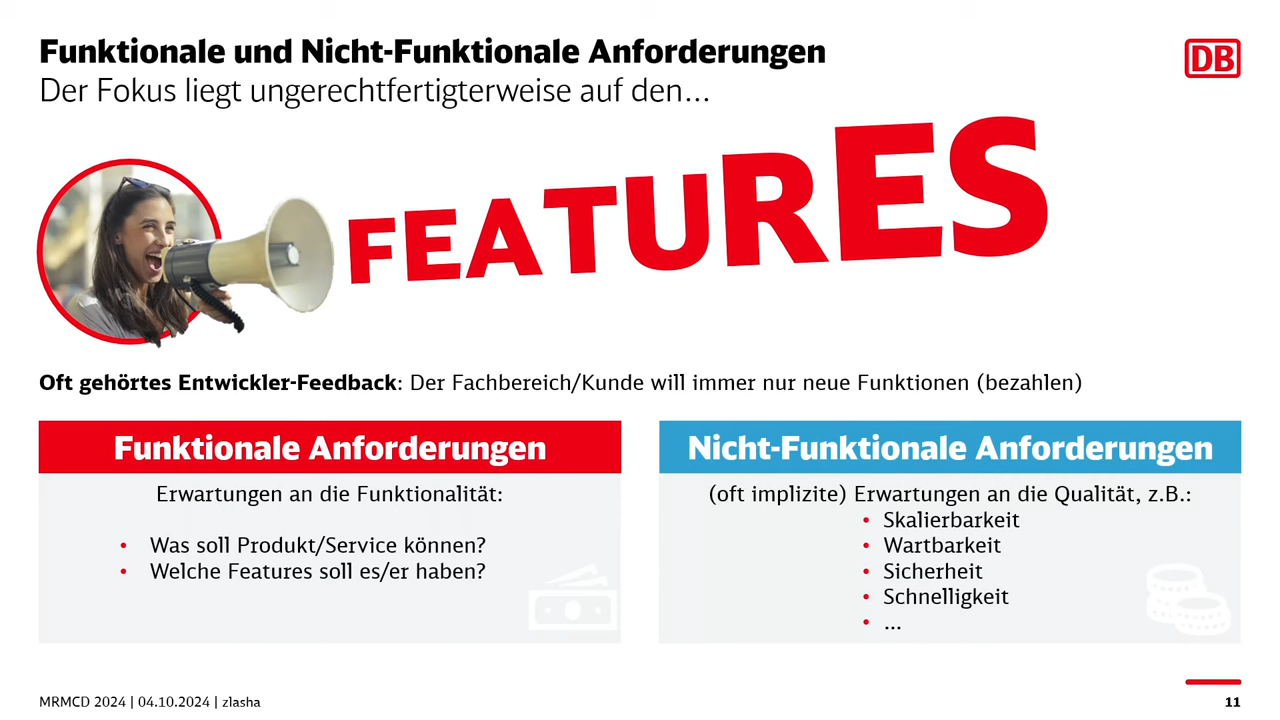 Funktionale und Nicht-Funktionale Anforderungen
Der Fokus liegt ungerechtfertigterweise auf den...
DB
FEATURES
Oft gehörtes Entwickler-Feedback: Der Fachbereich/Kunde will immer nur neue Funktionen (bezahlen)
Funktionale Anforderungen
Erwartungen an die Funktionalität:
• Was soll Produkt/Service können?
• Welche Features soll es/er haben?
Nicht-Funktionale Anforderungen
(oft implizite) Erwartungen an die Qualität, z.B.:
• Skalierbarkeit
• Wartbarkeit
• Sicherheit
• Schnelligkeit
• ...
MRMCD 2024 | 04.10.2024 | zlasha
11